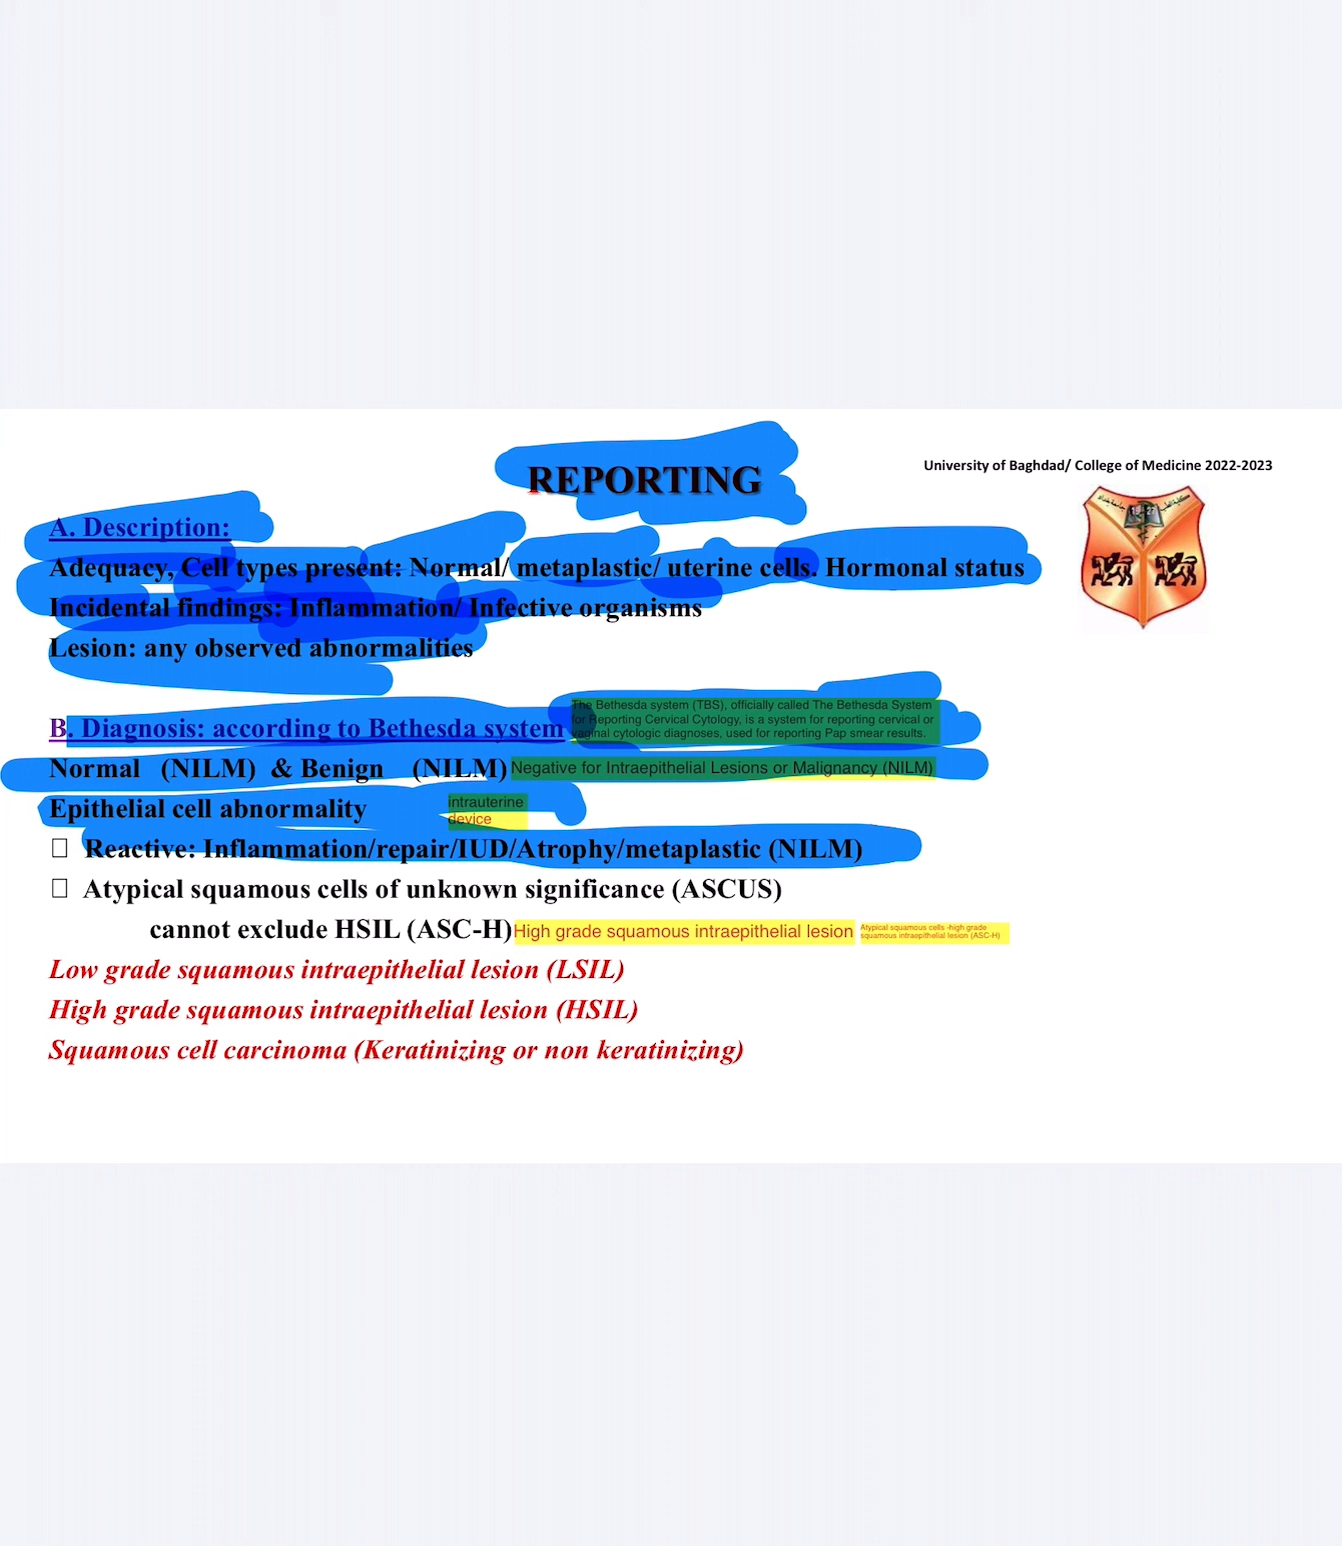 University of Baghdad/ College of Medicine 2022-2023
REPORTING
A. Description:
Adequacy, Cell types present: Normal/ metaplastic/ uterine cells. Hormonal status
Incidental findings: Inflammation/ Infective organisms
Lesion: any observed abnormalities
B. Diagnosis: according to Bethesda system
The Bethesda system (TBS), officially called The Bethesda System
for Reporting Cervical Cytology, is a system for reporting cervical or
vaginal cytologic diagnoses, used for reporting Pap smear results.
Normal (NILM) & Benign (NILM) Negative for Intraepithelial Lesions or Malignancy (NILM)
Epithelial cell abnormality
intrauterine
device
Reactive: Inflammation/repair/IUD/Atrophy/metaplastic (NILM)
Atypical squamous cells of unknown significance (ASCUS)
cannot exclude HSIL (ASC-H) High grade squamous intraepithelial lesion
Atypical squamous cells -high grade
squamous intraepithelial lesion (ASC-H)
Low grade squamous intraepithelial lesion (LSIL)
High grade squamous intraepithelial lesion (HSIL)
Squamous cell carcinoma (Keratinizing or non keratinizing)